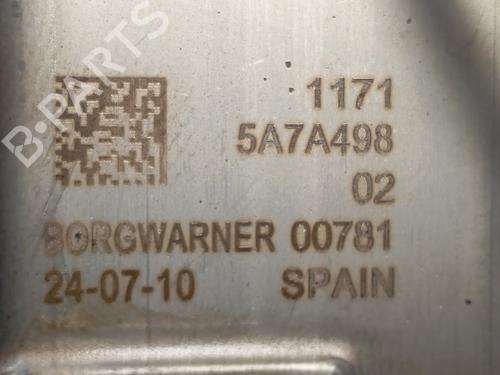 B-PARTS
1171
5A7A498
02
BORGWARNER 00781
24-07-10 SPAIN